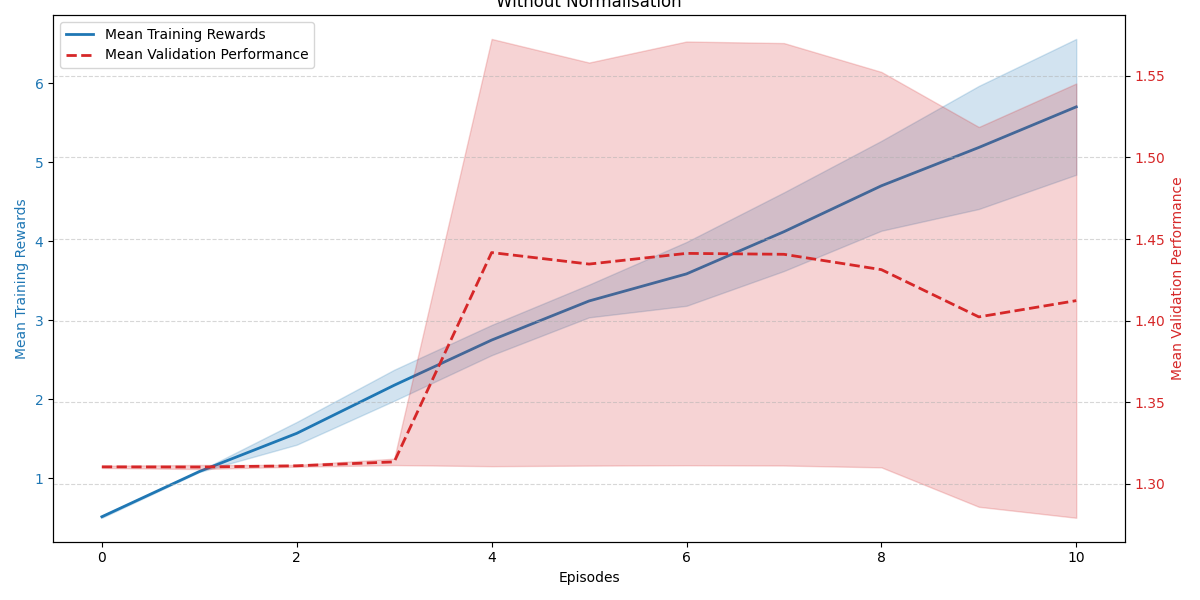 Without Normalisation
Mean Training Rewards
Mean Validation Performance
Mean Training Rewards
6
5
4
3
2
1
1.55
1.50
1.45
1.40
1.35
1.30
Mean Validation Performance
0 2 4 6 8 10
Episodes